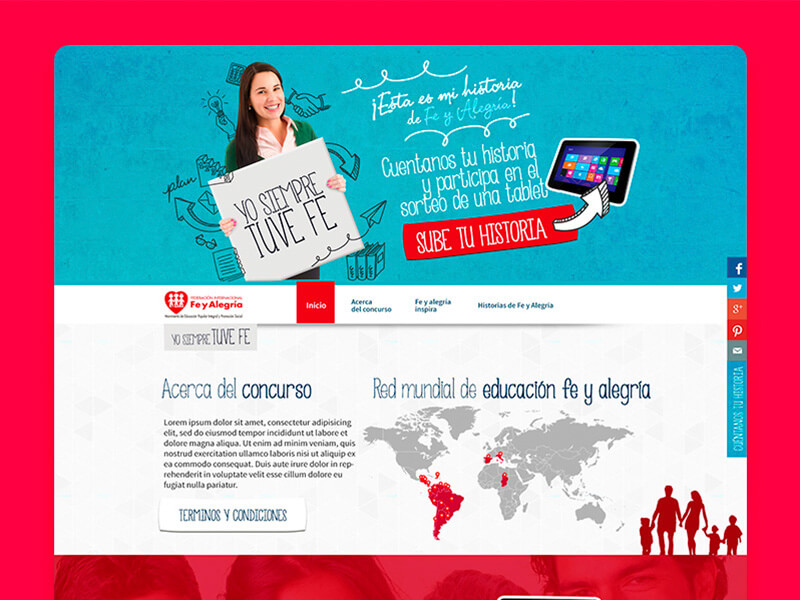 ¡Esta es mi historia
de Fe y Alegría!
Cuentanos tu historia
y participa en el
sorteo de una tablet
SUBE TU HISTORIA
plan
YO SIEMPRE
TUVE FE
FEDERACIÓN INTERNACIONAL
Fe y Alegría
Movimiento de Educación Popular Integral y Promoción Social
Inicio
Acerca
del concurso
Fe y alegria
inspira
Historias de Fe y Alegria
YO SIEMPRE TUVE FE
CUÉNTANOS TU HISTORIA
Acerca del concurso
Lorem ipsum dolor sit amet, consectetur adipisicing
elit, sed do eiusmod tempor incididunt ut labore et
dolore magna aliqua. Ut enim ad minim veniam, quis
nostrud exercitation ullamco laboris nisi ut aliquip ex
ea commodo consequat. Duis aute irure dolor in rep-
rehenderit in voluptate velit esse cillum dolore eu
fugiat nulla pariatur.
TERMINOS Y CONDICIONES
Red mundial de educación fe y alegría